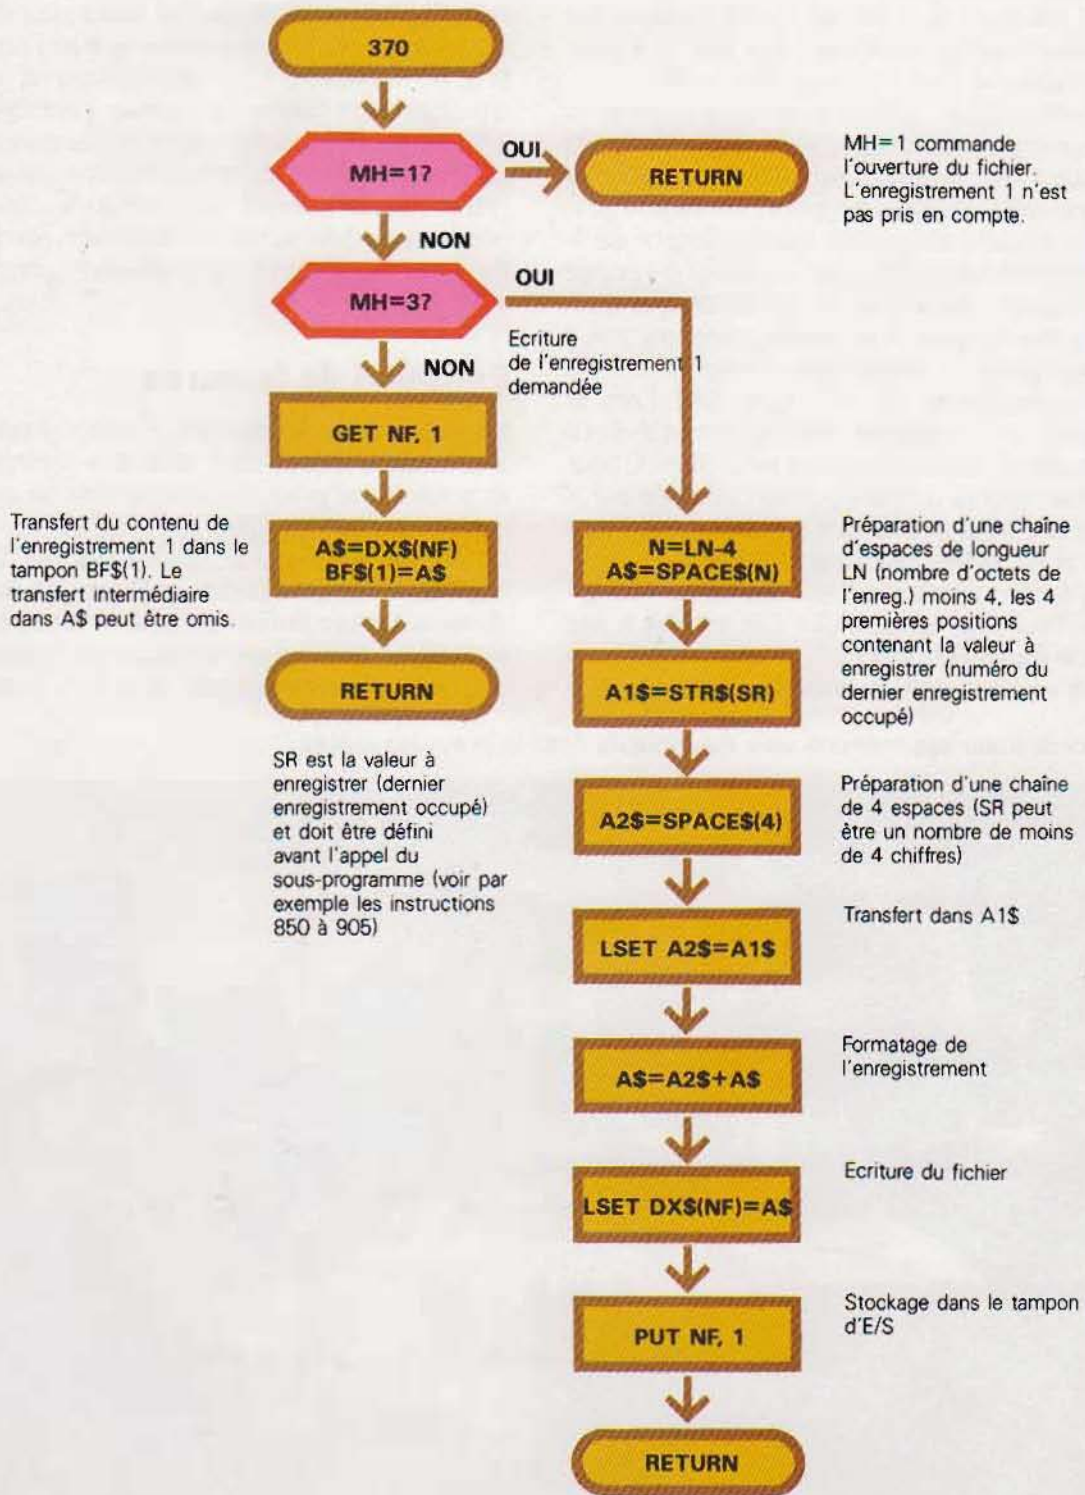 370
MH=1?
OUI
RETURN
MH=1 commande
l'ouverture du fichier.
L'enregistrement 1 n'est
pas pris en compte.
NON
MH=3?
OUI
Ecriture
de l'enregistrement 1
demandée
NON
GET NF, 1
Transfert du contenu de
l'enregistrement 1 dans le
tampon BF$(1). Le
transfert intermédiaire
dans A$ peut être omis.
A$=DX$(NF)
BF$(1)=A$
RETURN
SR est la valeur à
enregistrer (dernier
enregistrement occupé)
et doit être défini
avant l'appel du
sous-programme (voir par
exemple les instructions
850 à 905)
N=LN-4
A$=SPACE$(N)
Préparation d'une chaîne
d'espaces de longueur
LN (nombre d'octets de
l'enreg.) moins 4, les 4
premières positions
contenant la valeur à
enregistrer (numéro du
dernier enregistrement
occupé)
A1$=STR$(SR)
A2$=SPACE$(4)
Préparation d'une chaîne
de 4 espaces (SR peut
être un nombre de moins
de 4 chiffres)
LSET A2$=A1$
Transfert dans A1$
A$=A2$+A$
Formatage de
l'enregistrement
LSET DX$(NF)=A$
Ecriture du fichier
PUT NF, 1
Stockage dans le tampon
d'E/S
RETURN